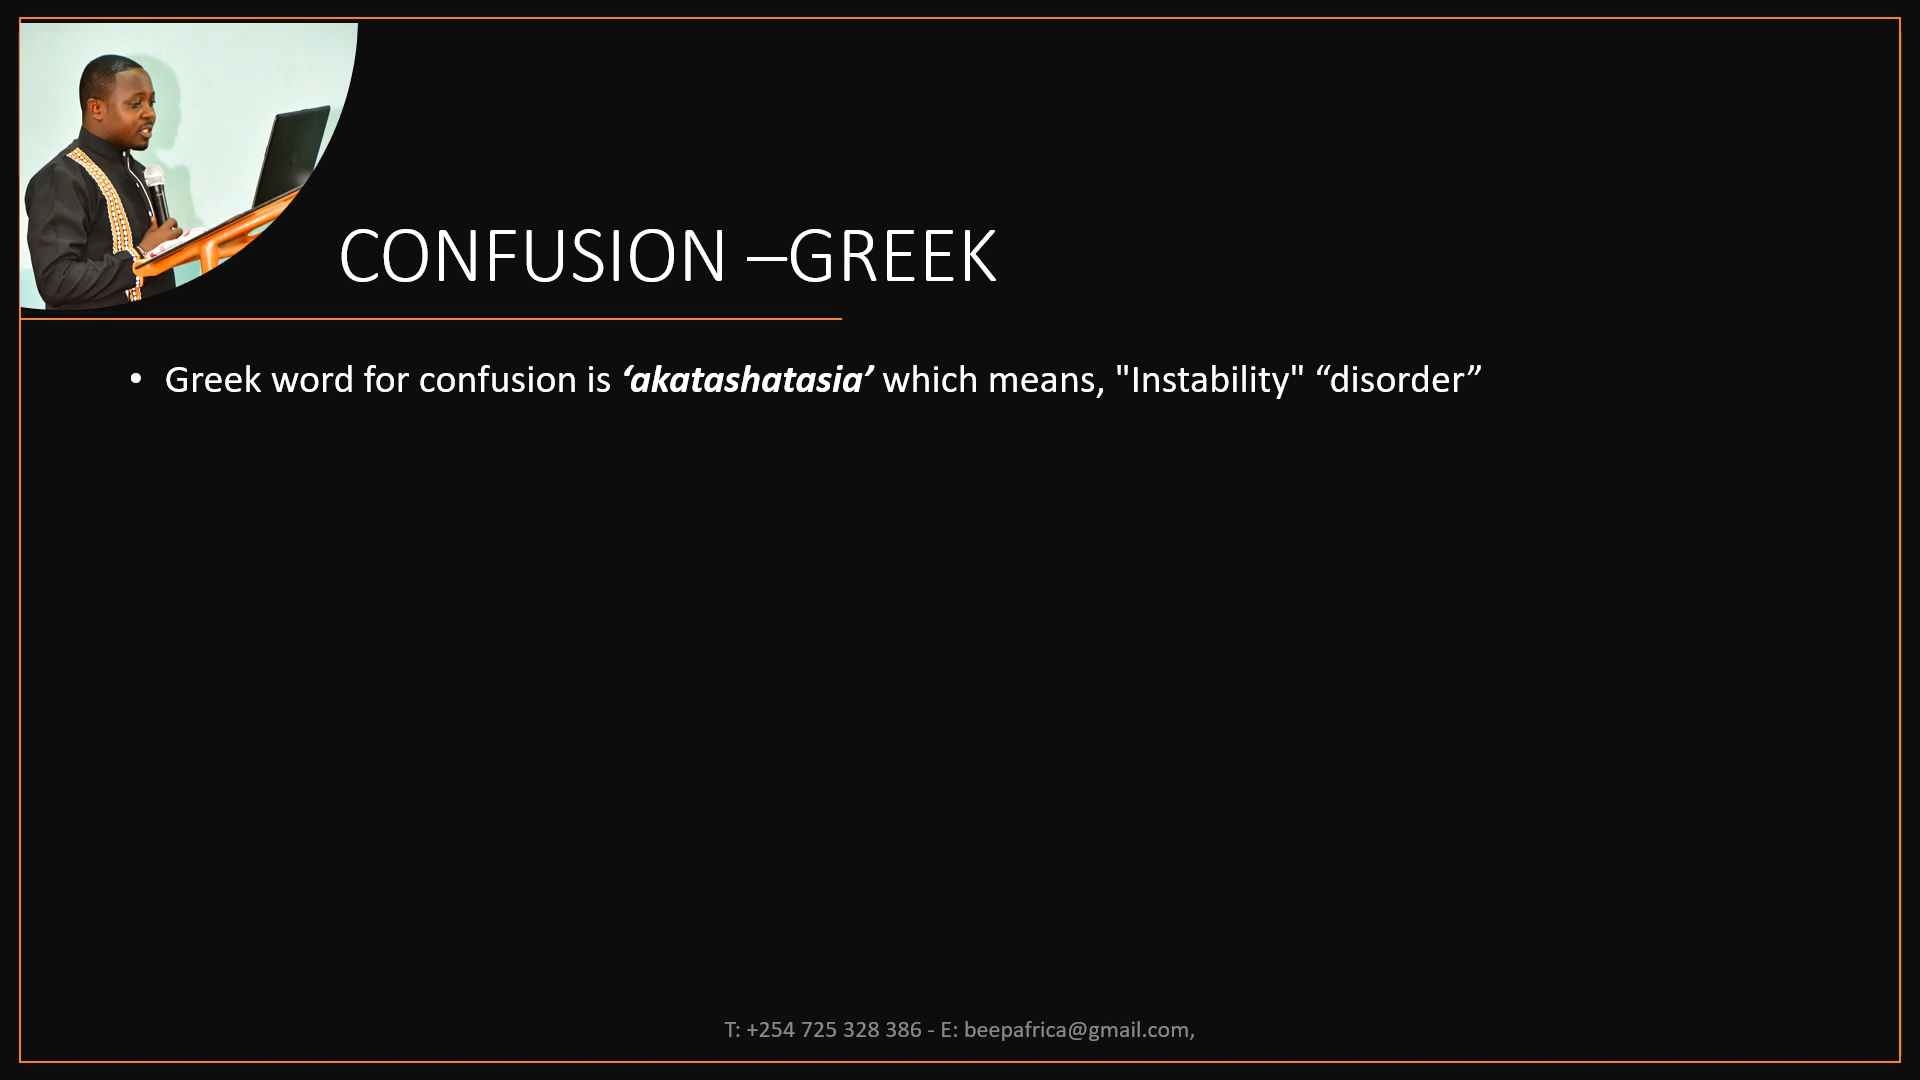 CONFUSION –GREEK
• Greek word for confusion is ‘akatashatasia’ which means, "Instability" “disorder”
T: +254 725 328 386 - E: beepafrica@gmail.com,